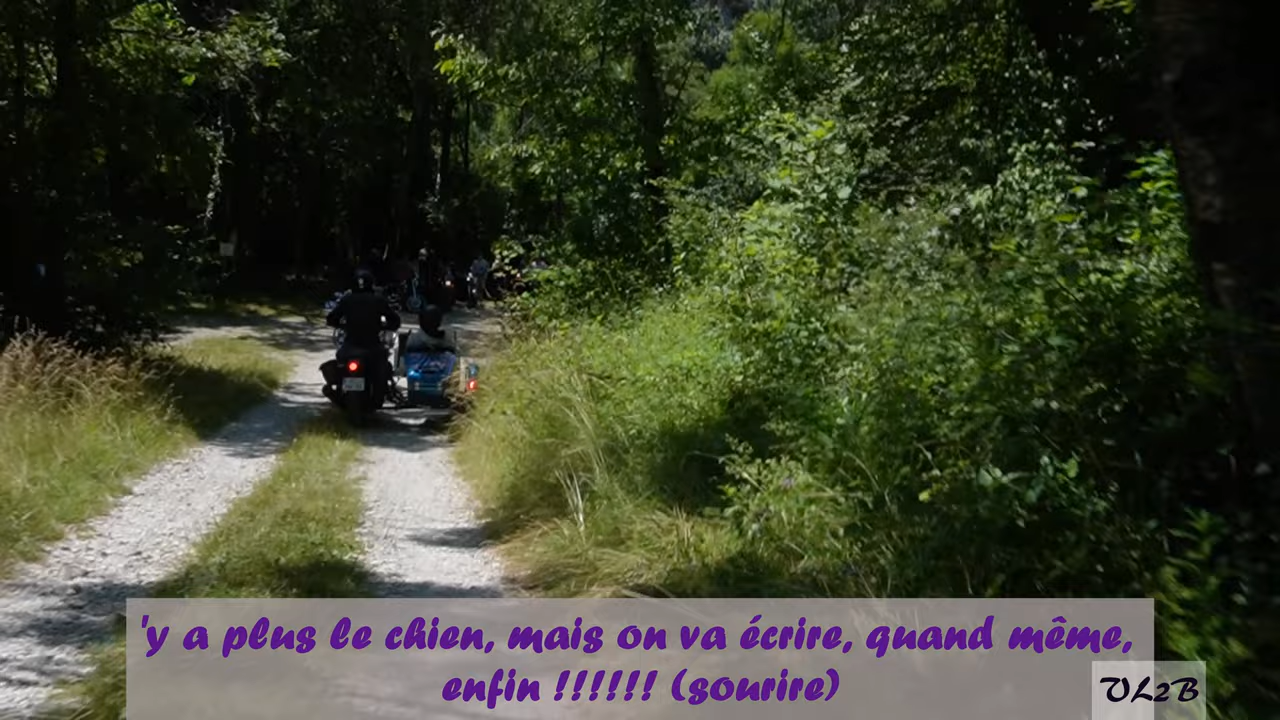 'y a plus le chien, mais on va écrire, quand même,
enfin !!!!!! (sourire)
VL2B